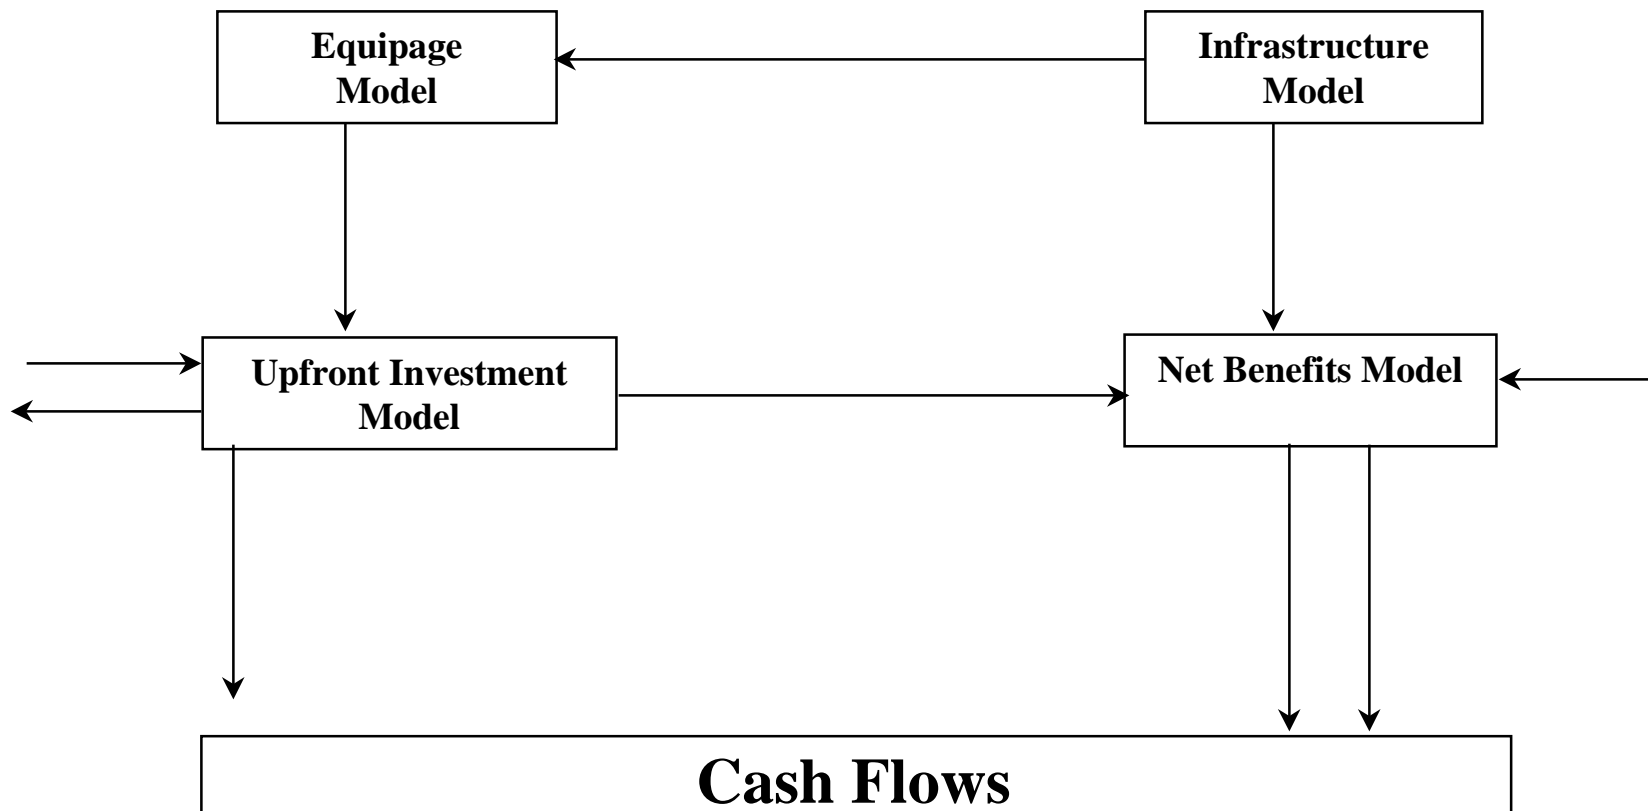 Equipage
Model
Infrastructure
Model
Upfront Investment
Model
Net Benefits Model
Cash Flows